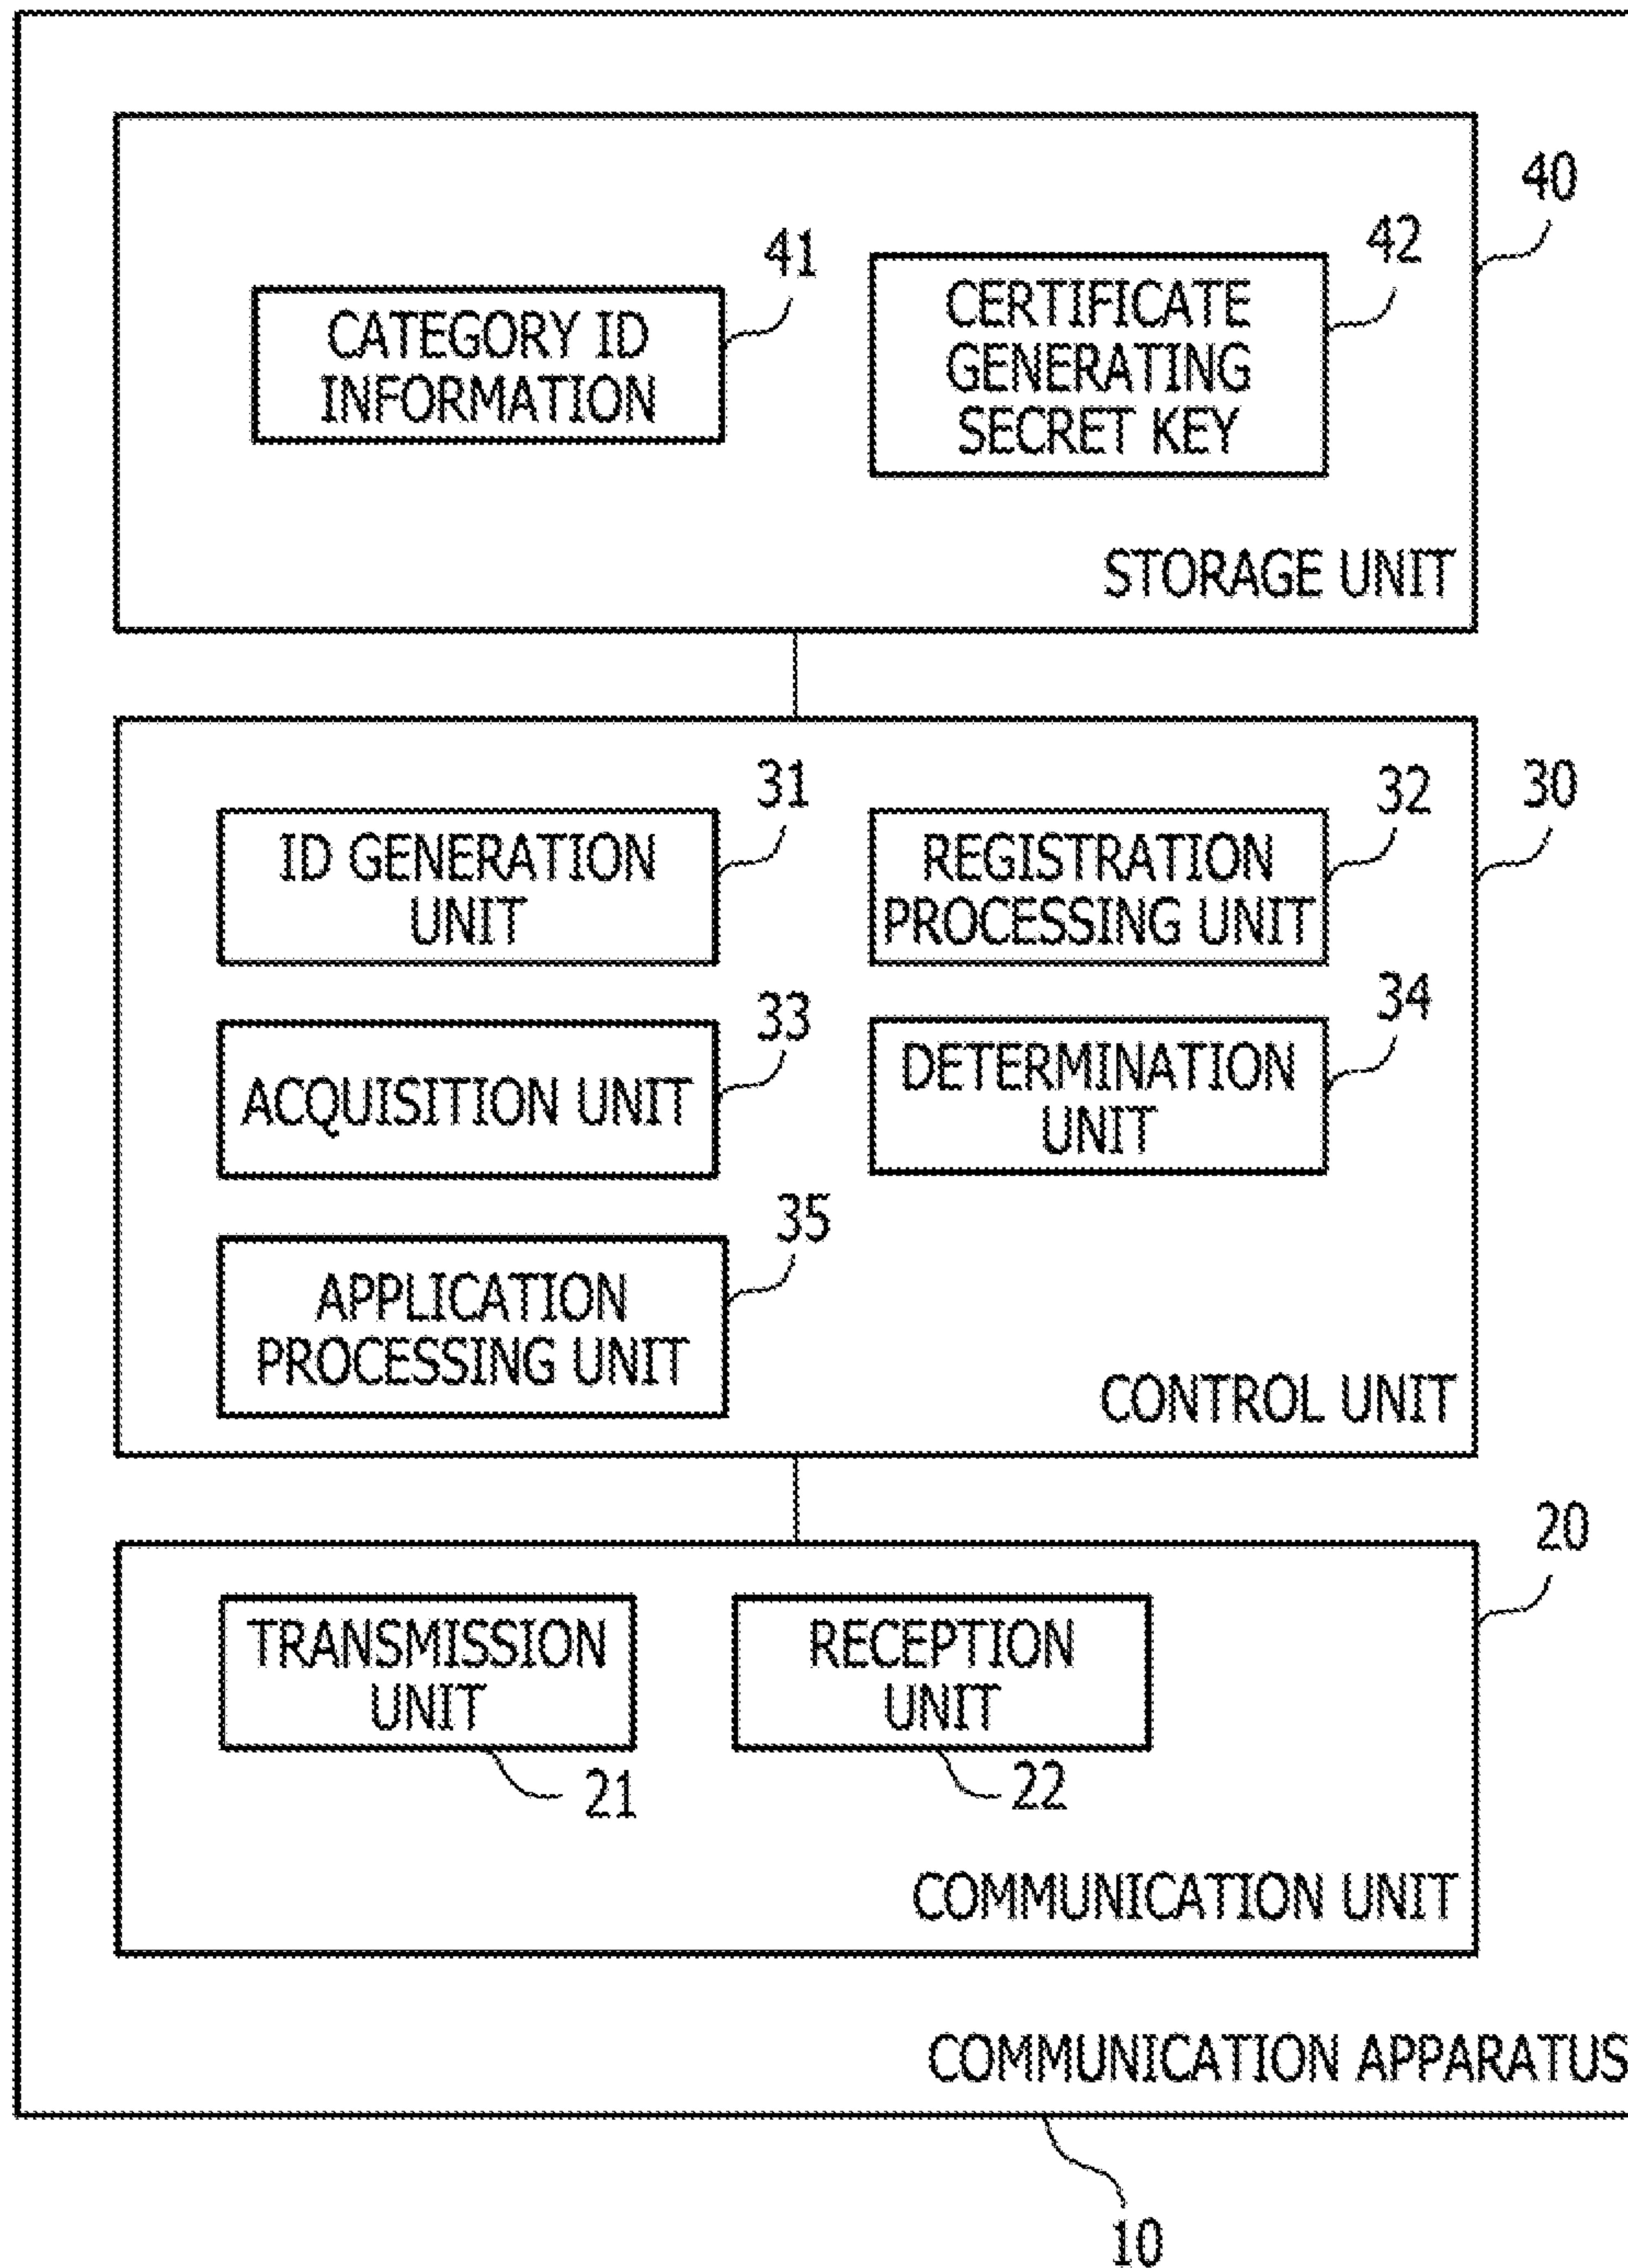 40
41
CATEGORY ID
INFORMATION
42
CERTIFICATE
GENERATING
SECRET KEY
STORAGE UNIT
30
31
ID GENERATION
UNIT
32
REGISTRATION
PROCESSING UNIT
33
ACQUISITION UNIT
34
DETERMINATION
UNIT
35
APPLICATION
PROCESSING UNIT
CONTROL UNIT
20
TRANSMISSION
UNIT
21
RECEPTION
UNIT
22
COMMUNICATION UNIT
COMMUNICATION APPARATUS
10